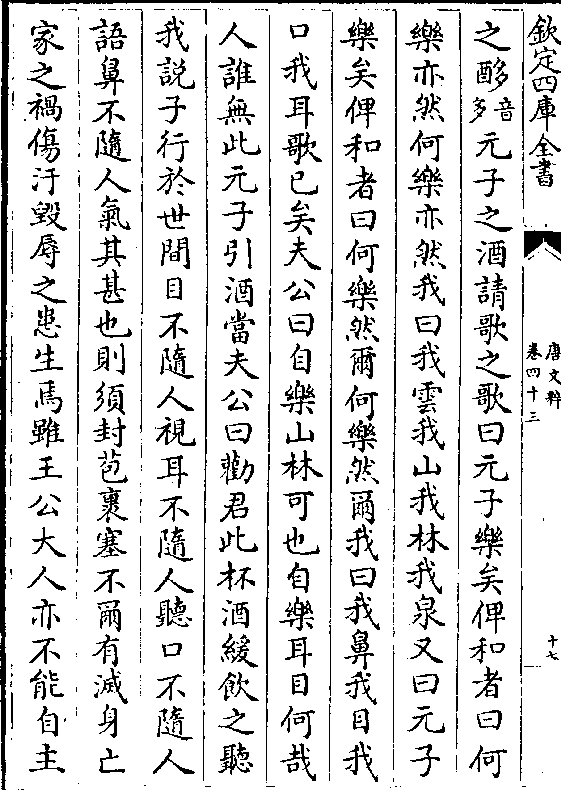 欽定四庫全書
唐文粹
卷四十三
十七
之酴音多元子之酒請歌之歌曰元子樂矣俾和者曰何
樂亦然何樂亦然我曰我雲我山我林我泉又曰元子
樂矣俾和者曰何樂然爾何樂然爾我曰我鼻我目我
口我耳歌已矣夫公曰自樂山林可也自樂耳目何哉
人誰無此元子引酒當夫公曰勸君此杯酒緩飲之聽
我説子行於世間目不隨人視耳不隨人聽口不隨人
語鼻不隨人氣其甚也則須封苞裹塞不爾有滅身亡
家之禍傷汙毀辱之患生焉雖王公大人亦不能自主